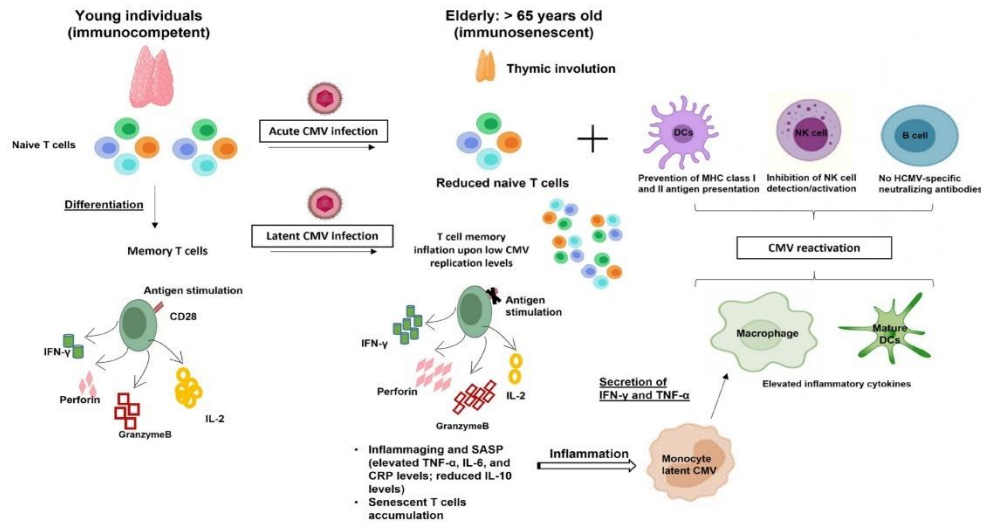 Young individuals
(immunocompetent)
Elderly: > 65 years old
(immunosenescent)
Thymic involution
Naive T cells
Acute CMV infection
DCs
NK cell
B cell
Reduced naive T cells
Prevention of MHC class I
and II antigen presentation
Inhibition of NK cell
detection/activation
No HCMV-specific
neutralizing antibodies
Differentiation
Latent CMV infection
CMV reactivation
Memory T cells
T cell memory
inflation upon low CMV
replication levels
Antigen stimulation
CD28
IFN-γ
Perforin
GranzymeB
IL-2
Antigen
stimulation
IFN-γ
Perforin
GranzymeB
IL-2
Macrophage
Mature
DCs
Elevated inflammatory cytokines
Secretion of
IFN-γ and TNF-α
• Inflammaging and SASP
(elevated TNF-α, IL-6, and
CRP levels; reduced IL-10
levels)
• Senescent T cells
accumulation
Inflammation
Monocyte
latent CMV